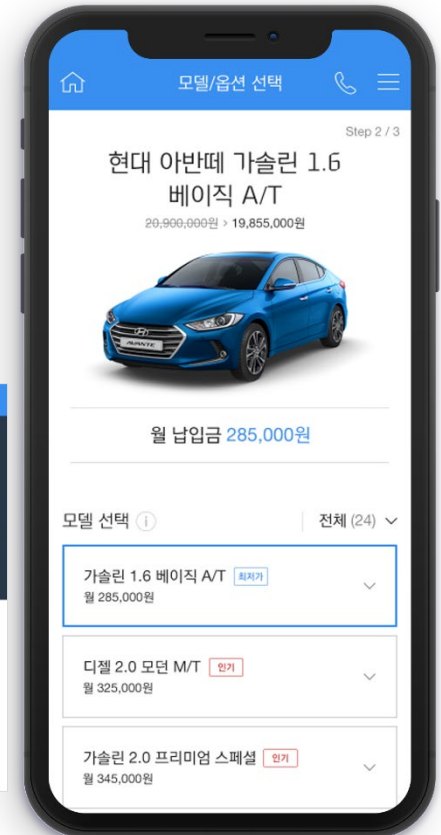 모델/옵션 선택
Step 2 / 3
현대 아반떼 가솔린 1.6
베이직 A/T
20,900,000원 > 19,855,000원
AVANTE
월 납입금 285,000원
모델 선택 i 전체 (24)
가솔린 1.6 베이직 A/T 최저가
월 285,000원
디젤 2.0 모던 M/T 인기
월 325,000원
가솔린 2.0 프리미엄 스페셜 인기
월 345,000원